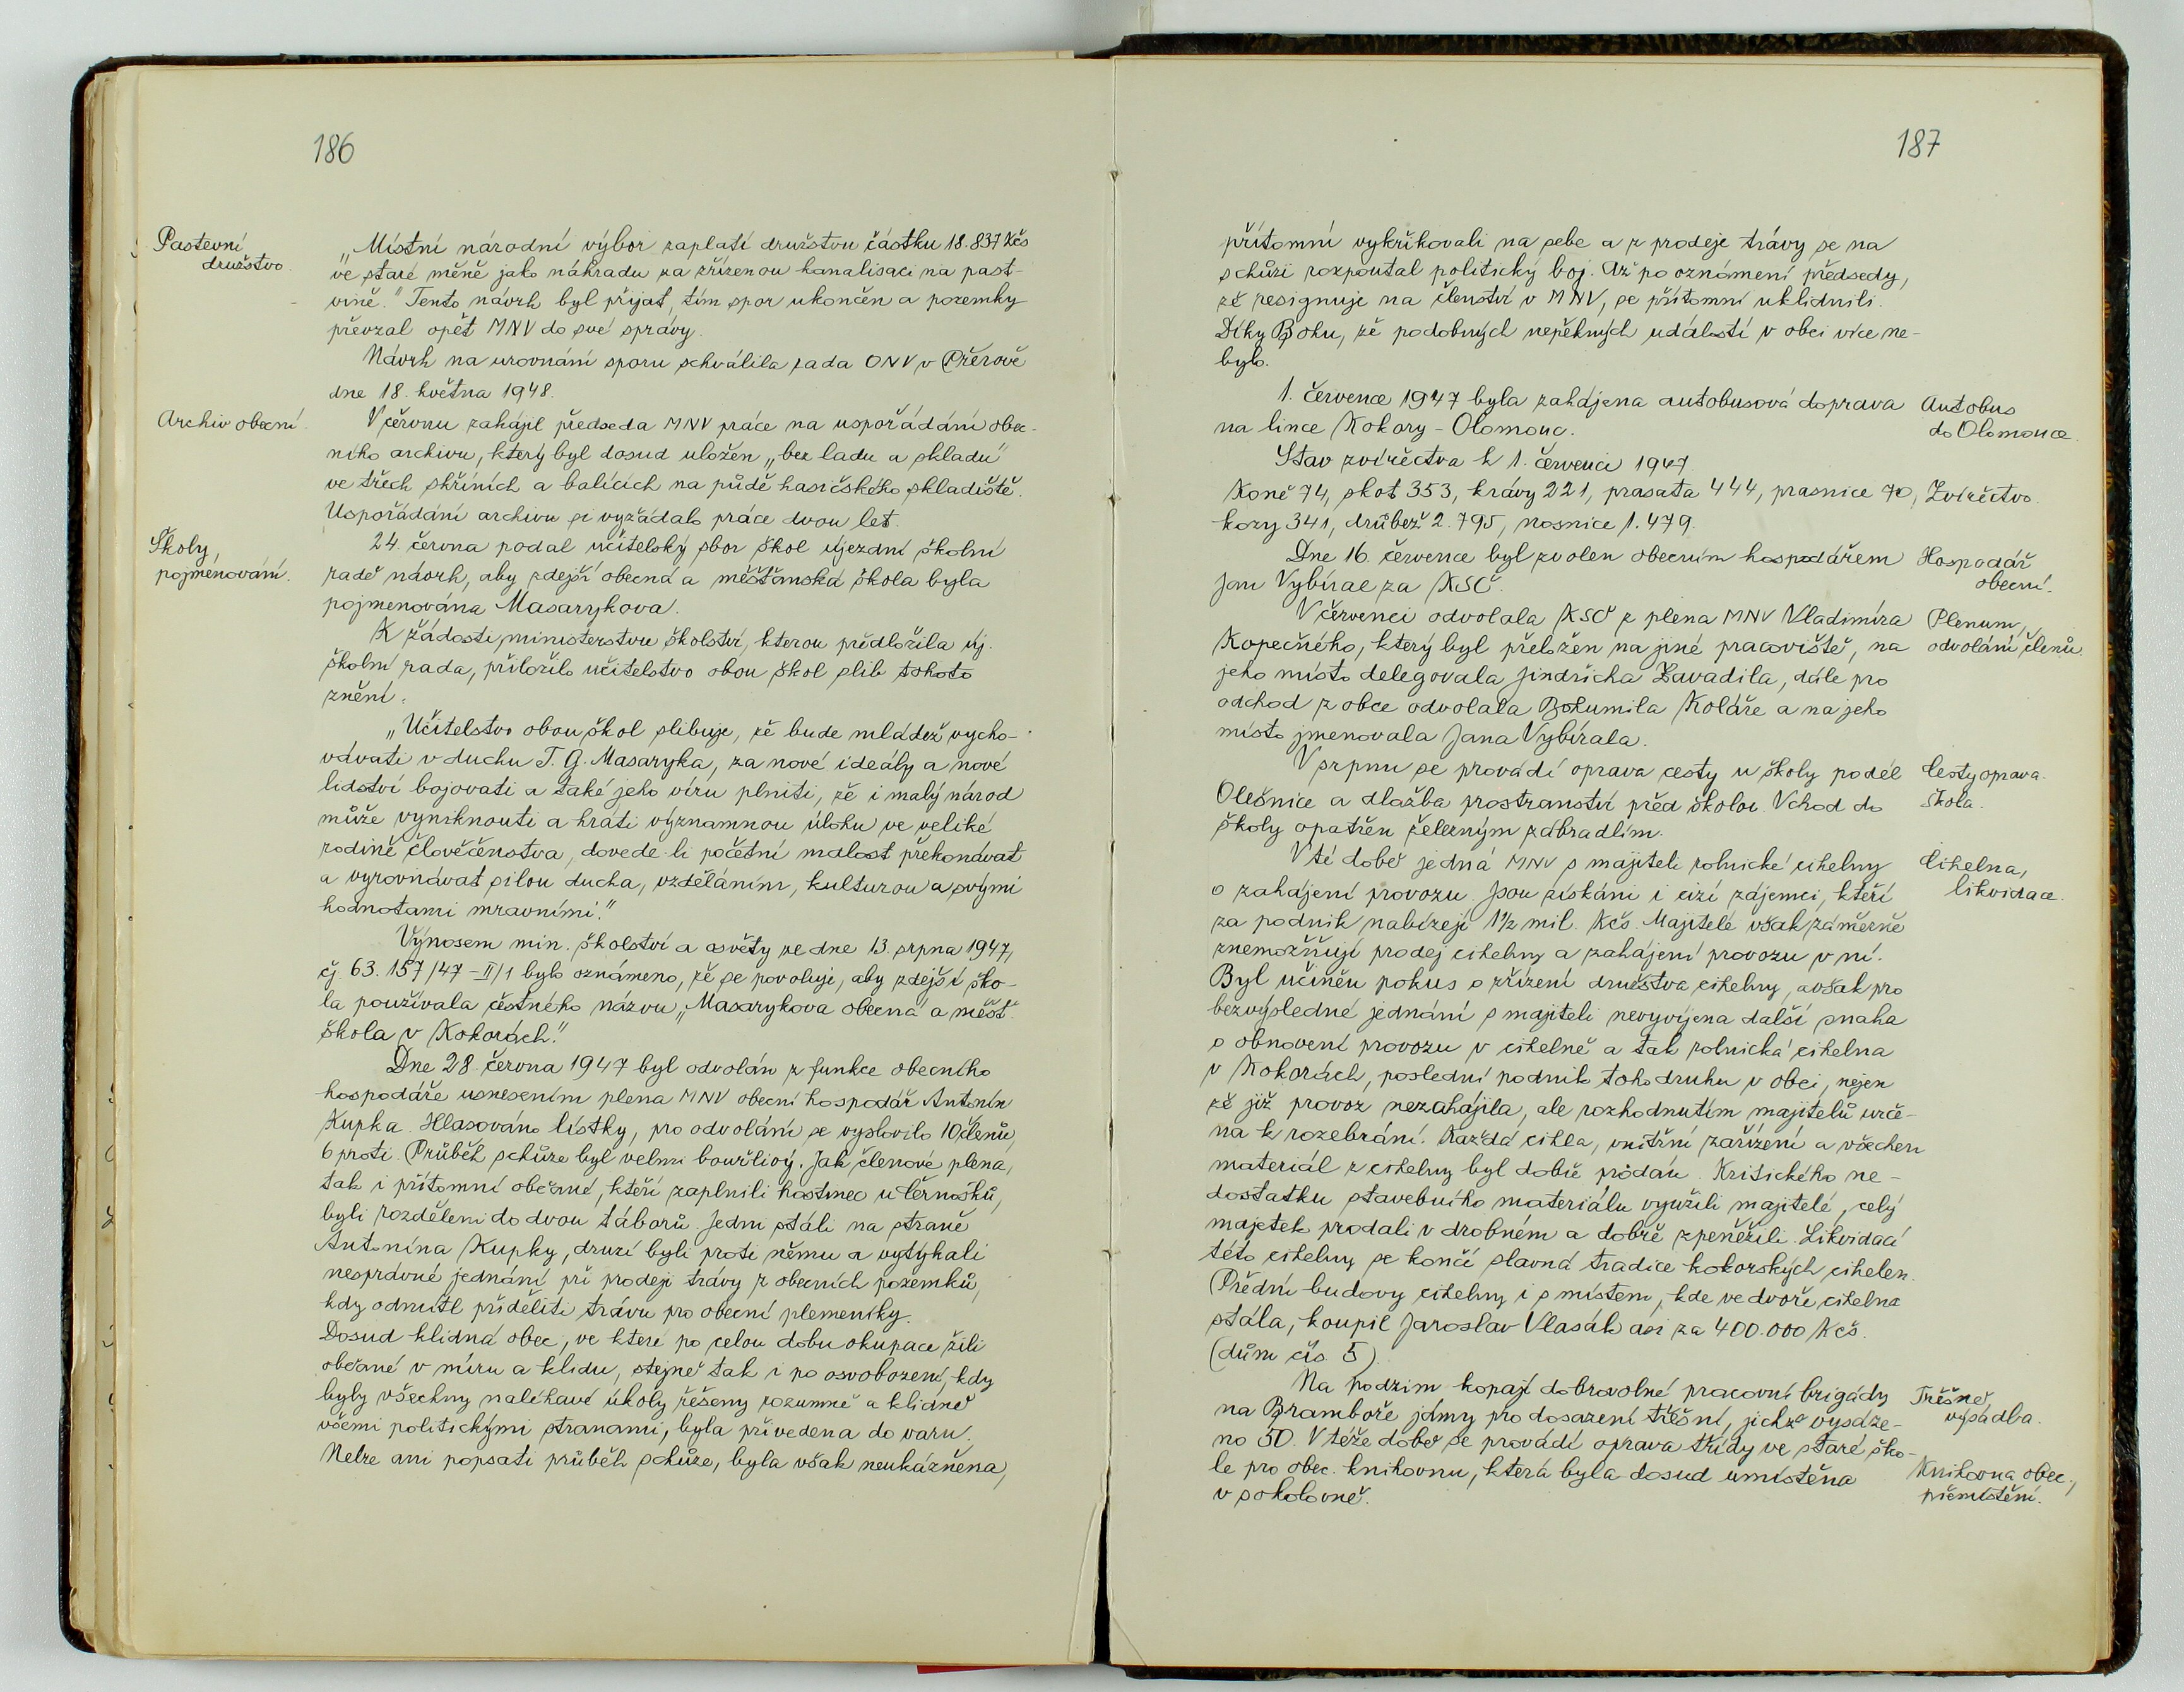 186
Pastevní
družstvo.
„Místní národní výbor zaplatí družstvu částku 18.837 Kčs
ve staré měně jako náhradu za zřízenou kanalisaci na past-
vině." Tento návrh byl přijat, tím spor ukončen a pozemky
převzal opět MNV do své správy.
Návrh na urovnání sporu schválila rada ONV v Přerově
dne 18. května 1948.
Archiv obecní.
V červnu zahájil předseda MNV práce na uspořádání obec-
ního archivu, který byl dosud uložen „bez ladu a skladu"
ve třech skříních a balících na půdě hasičského skladiště.
Uspořádání archivu si vyžádalo práce dvou let.
Školy,
pojmenování.
24. června podal učitelský sbor škol újezdní školní
radě návrh, aby zdejší obecná a měšťanská škola byla
pojmenována Masarykova.
K žádosti ministerstvu školství, kterou předložila új.
školní rada, přiložilo učitelstvo obou škol slib tohoto
znění:
„Učitelstvo obou škol slibuje, že bude mládež vycho-
vávati v duchu T. G. Masaryka, za nové ideály a nové
lidství bojovati a také jeho víru plniti, že i malý národ
může vyniknouti a hráti významnou úlohu ve veliké
rodině člověčenstva, dovede-li početní malost překonávat
a vyrovnávat silou ducha, vzděláním, kulturou a svými
hodnotami mravními."
Výnosem min. školství a osvěty ze dne 13. srpna 1947,
čj. 63.157/47-II/1 bylo oznámeno, že se povoluje, aby zdejší ško-
la používala čestného názvu „Masarykova obecná a měšť.
škola v Kokorách."
Dne 28. června 1947 byl odvolán z funkce obecního
hospodáře usnesením plena MNV obecní hospodář Antonín
Kupka. Hlasováno lístky, pro odvolání se vyslovilo 10 členů,
6 proti. Průběh schůze byl velmi bouřlivý. Jak členové plena,
tak i přítomní občané, kteří zaplnili hostinec u Černošků,
byli rozděleni do dvou táborů. Jedni stáli na straně
Antonína Kupky, druzí byli proti němu a vytýkali
nesprávné jednání při prodeji trávy z obecních pozemků,
kdy odmítl přiděliti trávu pro obecní plemeníky.
Dosud klidná obec, ve které po celou dobu okupace žili
občané v míru a klidu, stejně tak i po osvobození, kdy
byly všechny naléhavé úkoly řešeny rozumně a klidně
všemi politickými stranami, byla přivedena do varu.
Nelze ani popsati průběh schůze, byla však neukázněna,
187
přítomní vykřikovali na sebe a z prodeje trávy se na
schůzi rozpoutal politický boj. Až po oznámení předsedy,
že resignuje na členství v MNV, se přítomní uklidnili.
Díky Bohu, že podobných nepěkných událostí v obci více ne-
bylo.
1. července 1947 byla zahájena autobusová doprava
na lince Kokory - Olomouc.
Autobus
do Olomouce.
Stav zvířectva k 1. červenci 1947.
Koně 74, skot 353, krávy 221, prasata 444, prasnice 70,
kozy 341, drůbež 2.795, nosnice 1.479.
Zvířectvo.
Dne 16. července byl zvolen obecním hospodářem
Jan Vybíral za KSČ.
Hospodář
obecní.
V červenci odvolala KSČ z plena MNV Vladimíra
Kopečného, který byl přeložen na jiné pracoviště, na
jeho místo delegovala Jindřicha Zavadila, dále pro
odchod z obce odvolala Bohumila Koláře a na jeho
místo jmenovala Jana Vybírala.
Plenum,
odvolání členů.
V srpnu se provádí oprava cesty u školy podél
Olešnice a dlažba prostranství před školou. Vchod do
školy opatřen železným zábradlím.
Cesty oprava.
Škola.
V té době jedná MNV s majiteli rolnické cihelny
o zahájení provozu. Jsou získáni i cizí zájemci, kteří
za podnik nabízejí 1½ mil. Kčs. Majitelé však záměrně
znemožňují prodej cihelny a zahájení provozu v ní.
Byl učiněn pokus o zřízení družstva cihelny, avšak pro
bezvýsledné jednání s majiteli nevyvíjena další snaha
o obnovení provozu v cihelně a tak rolnická cihelna
v Kokorách, poslední podnik toho druhu v obci, nejen
že již provoz nezahájila, ale rozhodnutím majitelů urče-
na k rozebrání. Každá cihla, vnitřní zařízení a všechen
materiál z cihelny byl dobře prodán. Kritického ne-
dostatku stavebního materiálu využili majitelé, celý
majetek prodali v drobném a dobře zpeněžili. Likvidací
této cihelny se končí slavná tradice kokorských cihelen.
Přední budovy cihelny i s místem, kde ve dvoře cihelna
stála, koupil Jaroslav Vlasák asi za 400.000 Kčs.
(dům čís. 5).
Cihelna,
likvidace.
Na podzim kopají dobrovolné pracovní brigády
na Bramboře jámy pro dosazení třešní, jichž vysáze-
no 50. V téže době se provádí oprava třídy ve staré ško-
le pro obec. knihovnu, která byla dosud umístěna
v sokolovně.
Třešně,
výsadba.
Knihovna obec.,
přemístění.